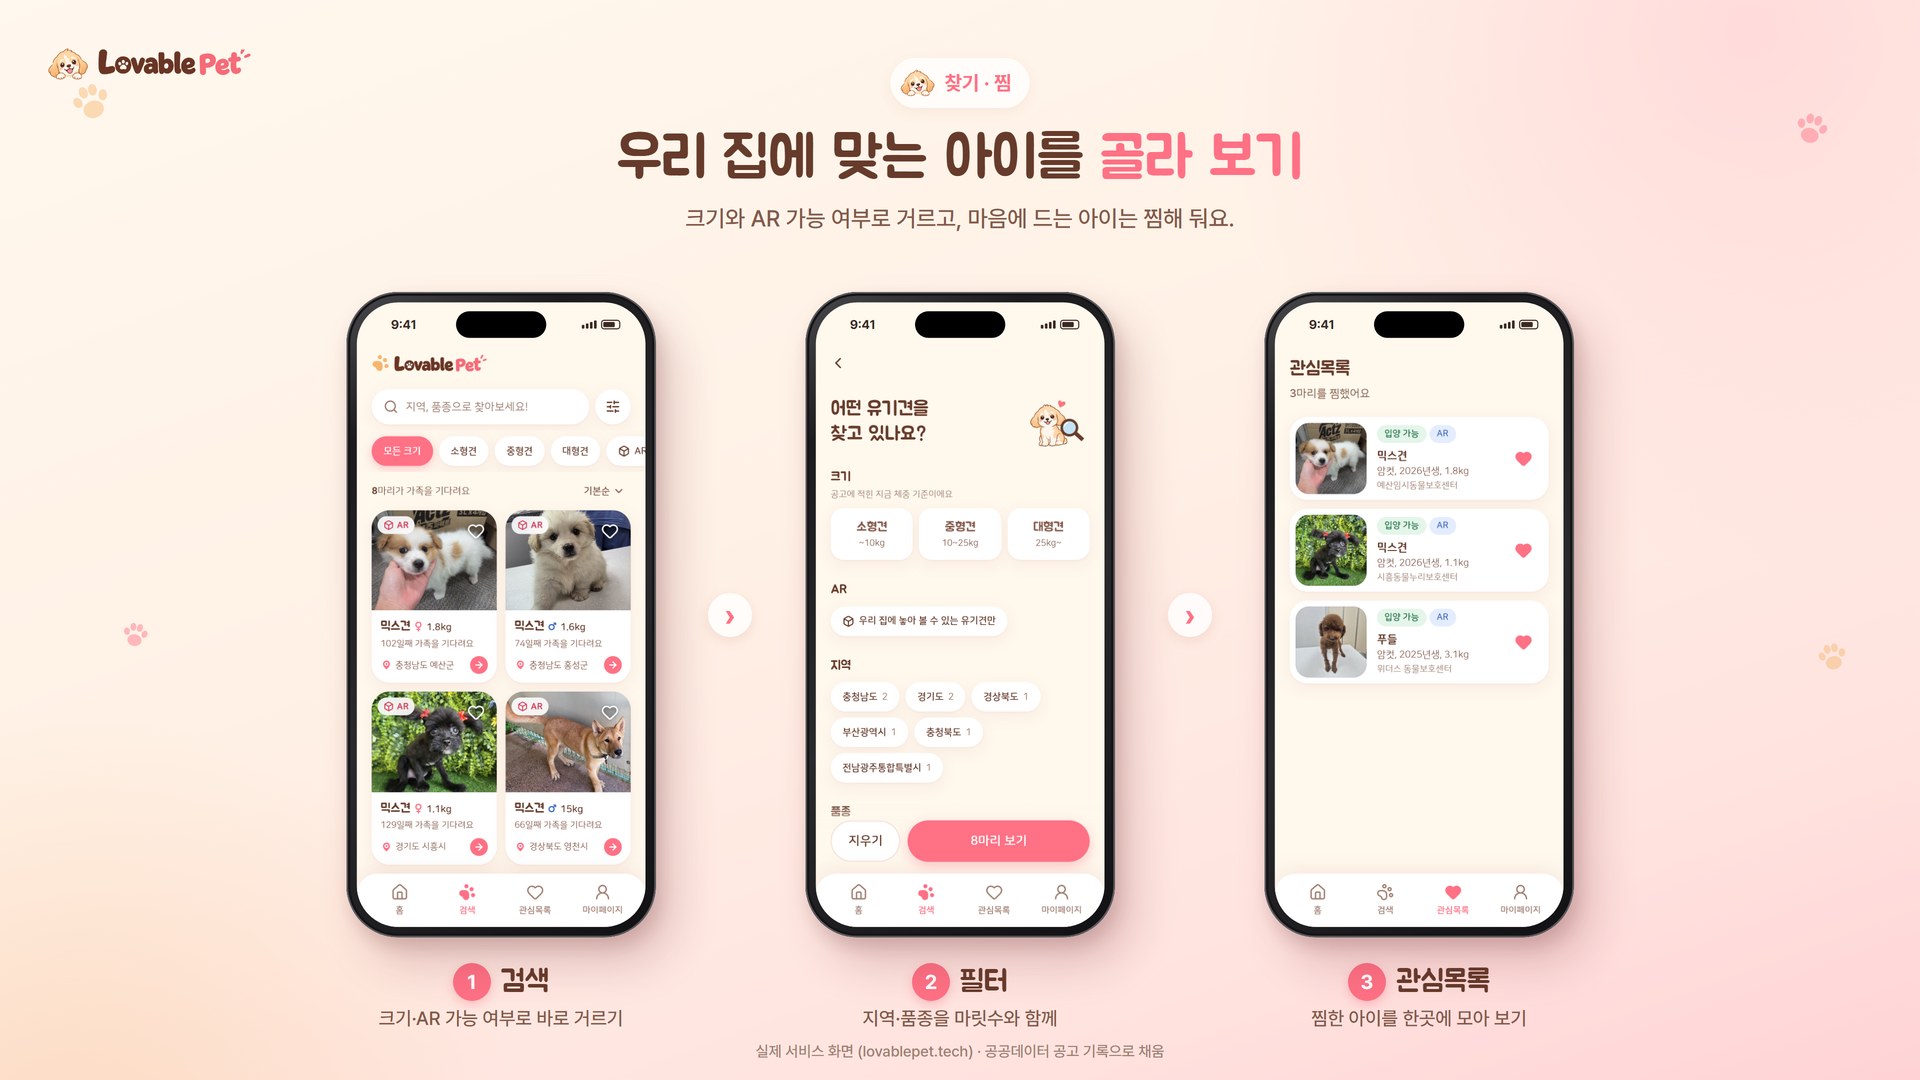 Lovable Pet
찾기 · 찜
우리 집에 맞는 아이를 골라 보기
크기와 AR 가능 여부로 거르고, 마음에 드는 아이는 찜해 둬요.
9:41
Lovable Pet
지역, 품종으로 찾아보세요!
모든 크기
소형견
중형견
대형견
AR
8마리가 가족을 기다려요
기본순
AR
믹스견 ♀ 1.8kg
102일째 가족을 기다려요
충청남도 예산군
AR
믹스견 ♂ 1.6kg
74일째 가족을 기다려요
충청남도 홍성군
AR
믹스견 ♀ 1.1kg
129일째 가족을 기다려요
경기도 시흥시
AR
믹스견 ♂ 15kg
66일째 가족을 기다려요
경상북도 영천시
홈
검색
관심목록
마이페이지
1 검색
크기·AR 가능 여부로 바로 거르기
9:41
어떤 유기견을
찾고 있나요?
크기
공고에 적힌 지금 체중 기준이에요
소형견
~10kg
중형견
10~25kg
대형견
25kg~
AR
우리 집에 놓아 볼 수 있는 유기견만
지역
충청남도 2
경기도 2
경상북도 1
부산광역시 1
충청북도 1
전남광주통합특별시 1
품종
지우기
8마리 보기
홈
검색
관심목록
마이페이지
2 필터
지역·품종을 마릿수와 함께
9:41
관심목록
3마리를 찜했어요
입양 가능
AR
믹스견
암컷, 2026년생, 1.8kg
예산임시동물보호센터
입양 가능
AR
믹스견
암컷, 2026년생, 1.1kg
시흥동물누리보호센터
입양 가능
AR
푸들
암컷, 2025년생, 3.1kg
위더스 동물보호센터
홈
검색
관심목록
마이페이지
3 관심목록
찜한 아이를 한곳에 모아 보기
실제 서비스 화면 (lovablepet.tech) · 공공데이터 공고 기록으로 채움